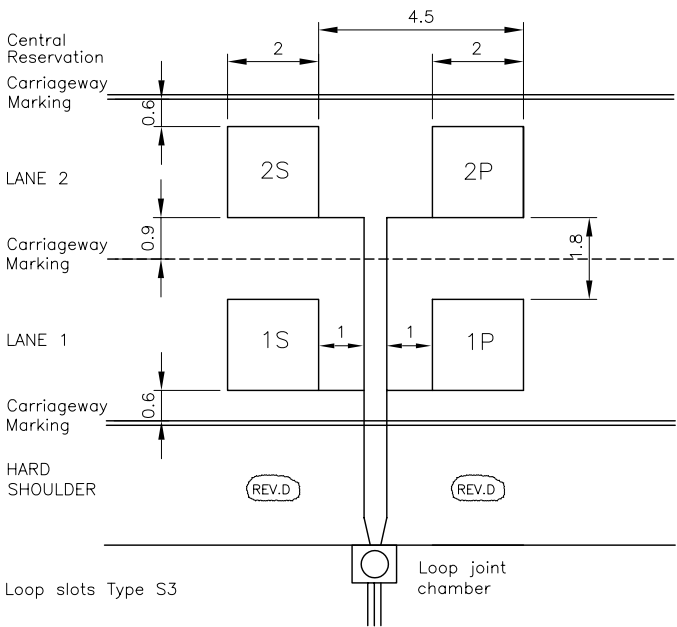 4.5
Central
Reservation
2
2
Carriageway
Marking
0.6
2S
2P
LANE 2
0.9
1.8
Carriageway
Marking
LANE 1
1S
1
1
1P
Carriageway
Marking
0.6
HARD
SHOULDER
REV.D
REV.D
Loop joint
chamber
Loop slots Type S3